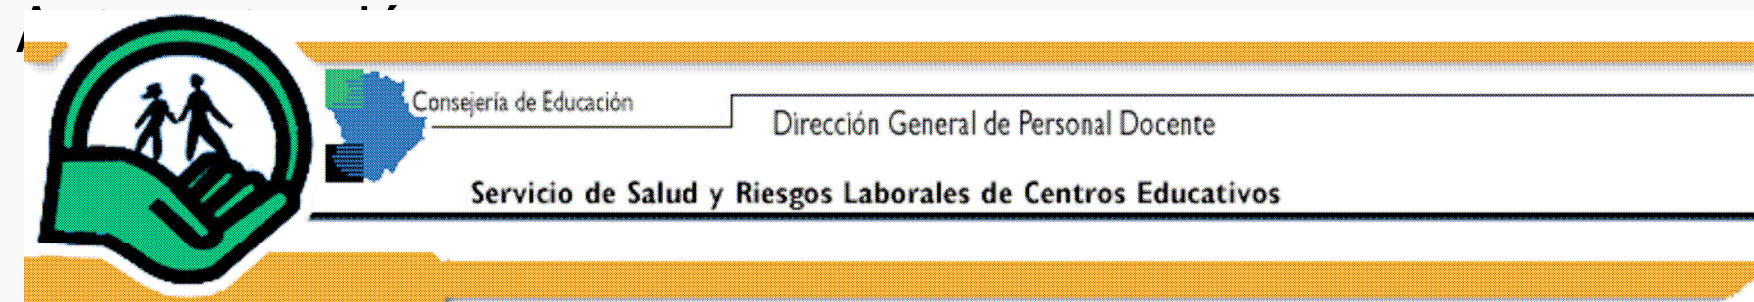 Consejería de Educación
Dirección General de Personal Docente
Servicio de Salud y Riesgos Laborales de Centros Educativos